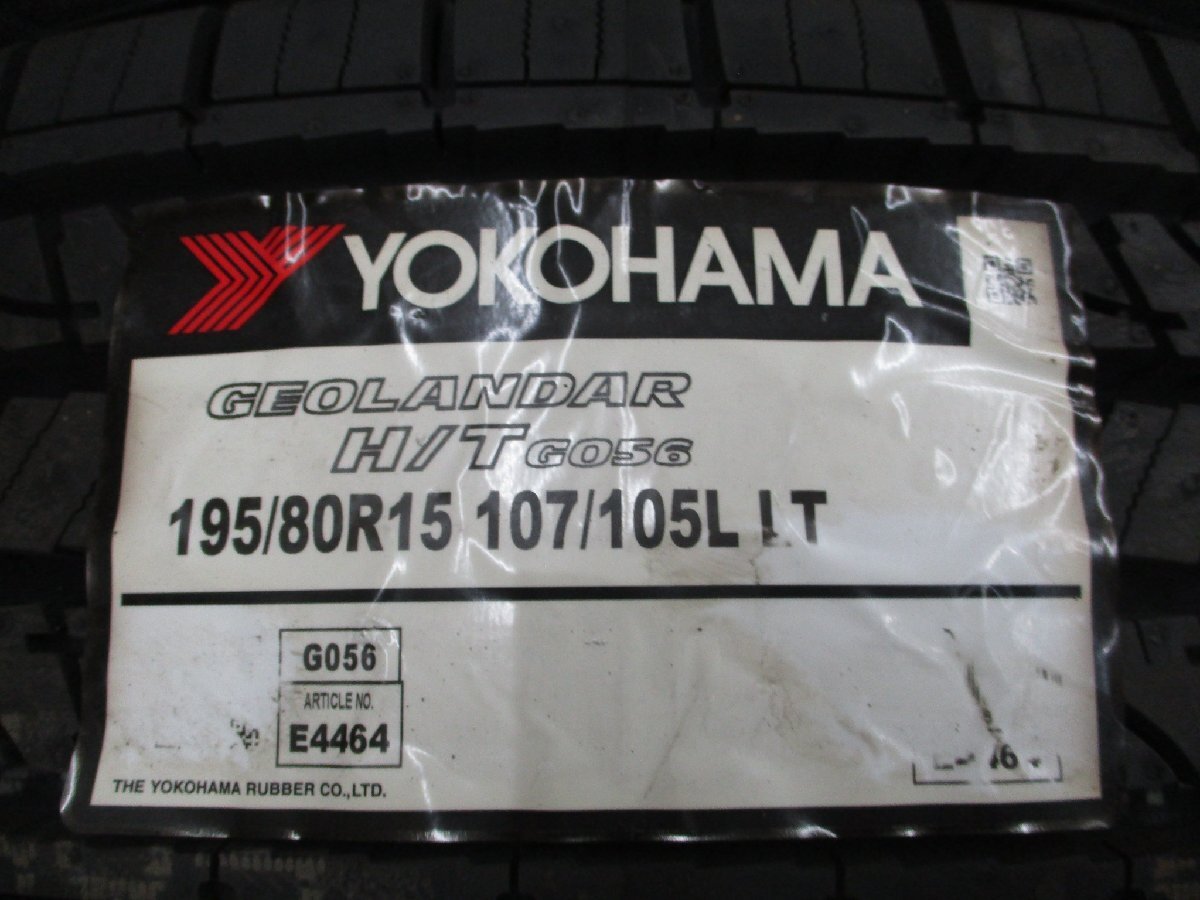 YOKOHAMA
GEOLANDAR
H/T G056
195/80R15 107/105L LT
G056
ARTICLE NO.
E4464
THE YOKOHAMA RUBBER CO.,LTD.